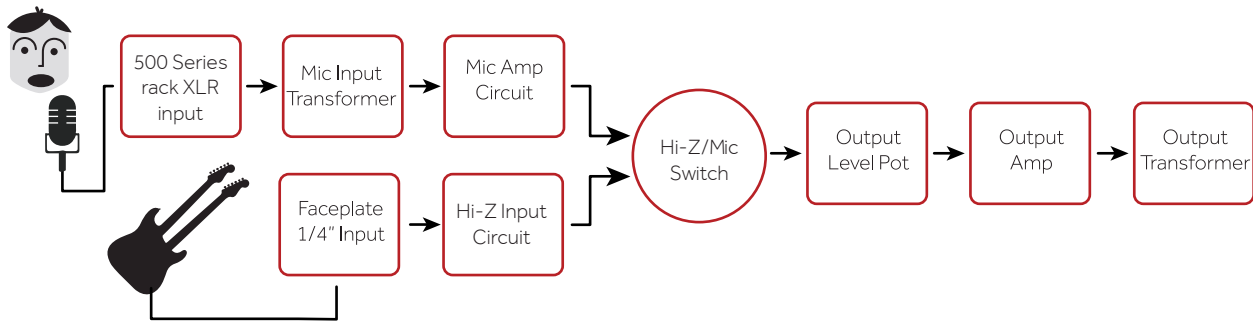 500 Series
rack XLR
input
Mic Input
Transformer
Mic Amp
Circuit
Faceplate
1/4" Input
Hi-Z Input
Circuit
Hi-Z/Mic
Switch
Output
Level Pot
Output
Amp
Output
Transformer